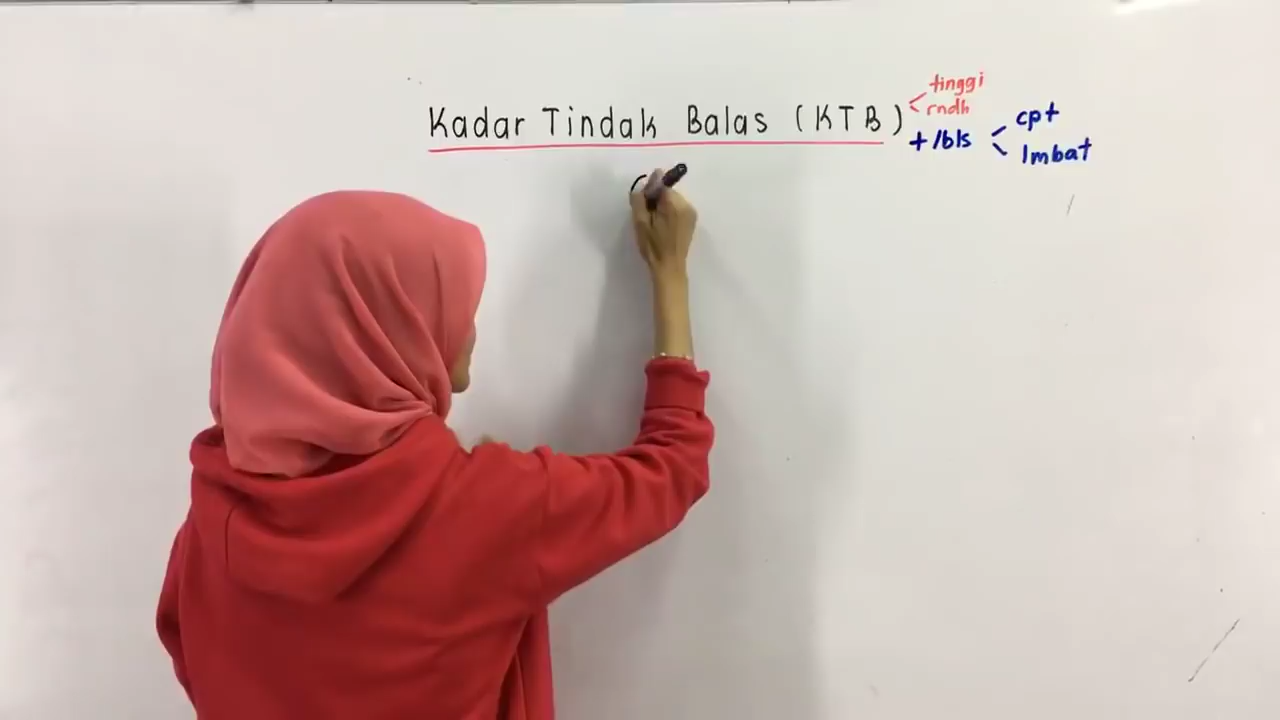 Kadar Tindak Balas (KTB)
tinggi
rndh
t/bls
cpt
lmbat